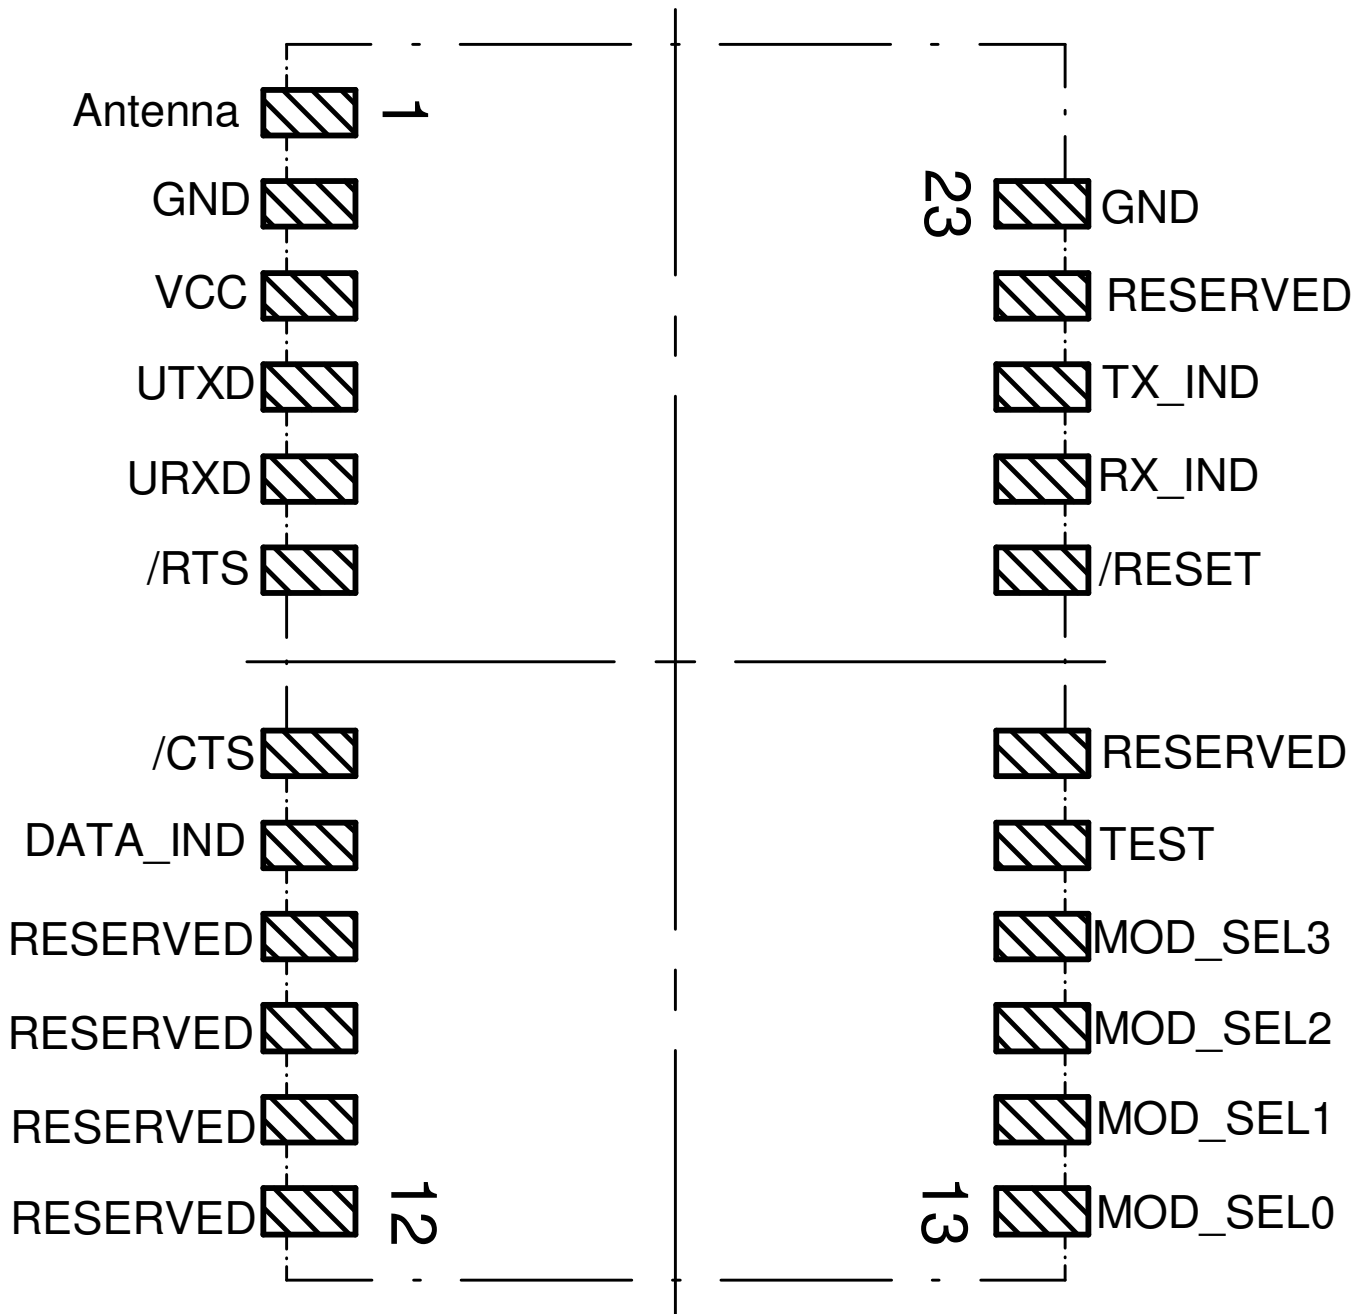 Antenna 1
GND 23 GND
VCC RESERVED
UTXD TX_IND
URXD RX_IND
/RTS /RESET
/CTS RESERVED
DATA_IND TEST
RESERVED MOD_SEL3
RESERVED MOD_SEL2
RESERVED MOD_SEL1
RESERVED 12 13 MOD_SEL0